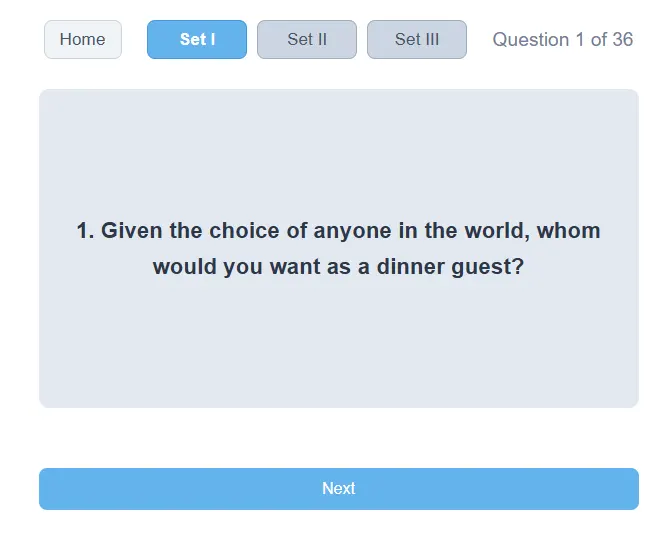 Home Set I Set II Set III Question 1 of 36
1. Given the choice of anyone in the world, whom
would you want as a dinner guest?
Next